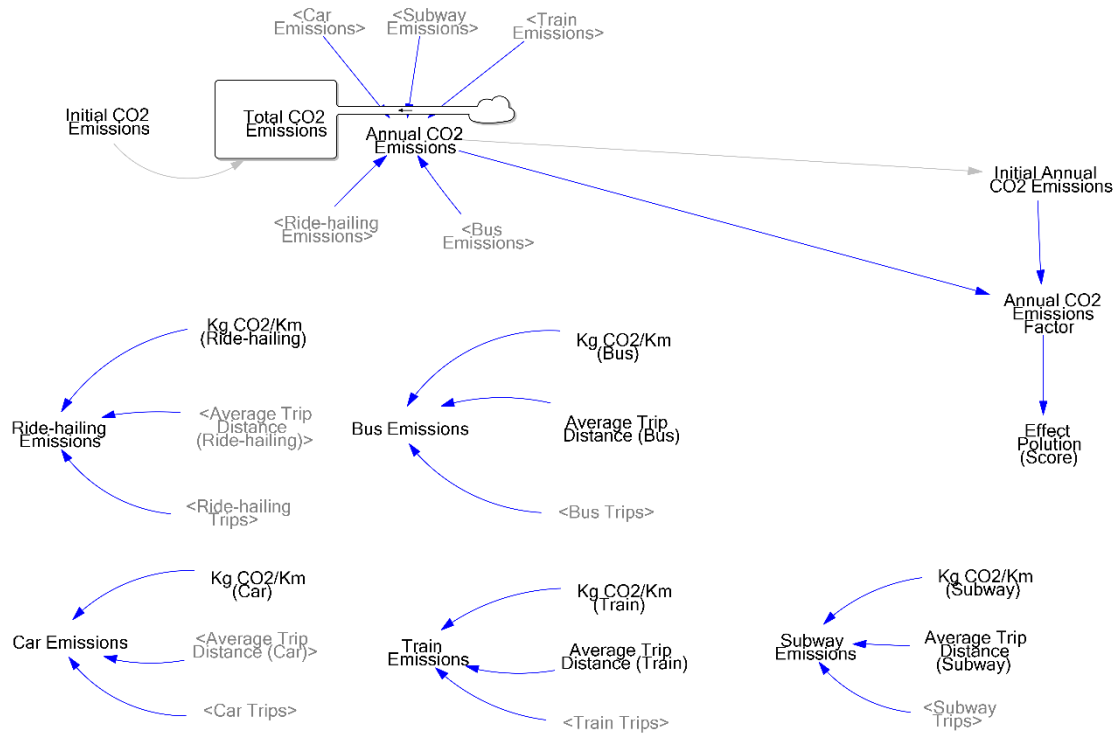 <Car
Emissions>
<Subway
Emissions>
<Train
Emissions>
Initial CO2
Emissions
Total CO2
Emissions
Annual CO2
Emissions
Initial Annual
CO2 Emissions
<Ride-hailing
Emissions>
<Bus
Emissions>
Annual CO2
Emissions
Factor
Effect
Polution
(Score)
Kg CO2/Km
(Ride-hailing)
<Average Trip
Distance
(Ride-hailing)>
Ride-hailing
Emissions
<Ride-hailing
Trips>
Kg CO2/Km
(Bus)
Average Trip
Distance (Bus)
Bus Emissions
<Bus Trips>
Kg CO2/Km
(Car)
Car Emissions
<Average Trip
Distance (Car)>
<Car Trips>
Kg CO2/Km
(Train)
Train
Emissions
Average Trip
Distance (Train)
<Train Trips>
Kg CO2/Km
(Subway)
Subway
Emissions
Average Trip
Distance
(Subway)
<Subway
Trips>